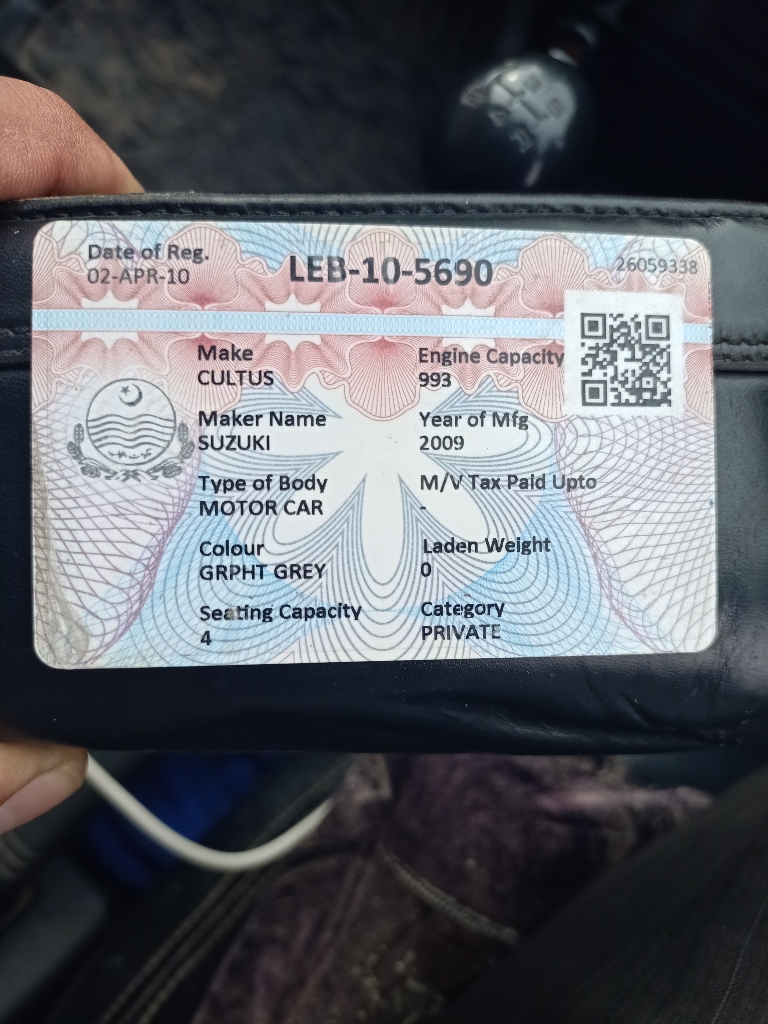 Date of Reg.
02-APR-10
LEB-10-5690
26059338
Make
CULTUS
Engine Capacity
993
Maker Name
SUZUKI
Year of Mfg
2009
Type of Body
MOTOR CAR
M/V Tax Paid Upto
-
Colour
GRPHT GREY
Laden Weight
0
Seating Capacity
4
Category
PRIVATE